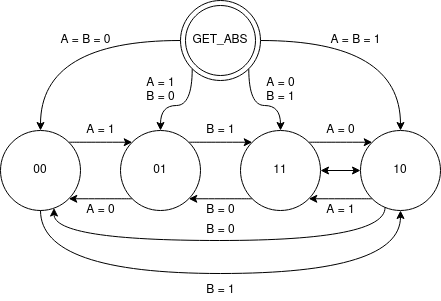 GET_ABS
A = B = 0
A = B = 1
A = 1
B = 0
A = 0
B = 1
A = 1
B = 1
A = 0
00
01
11
10
A = 0
B = 0
A = 1
B = 0
B = 1